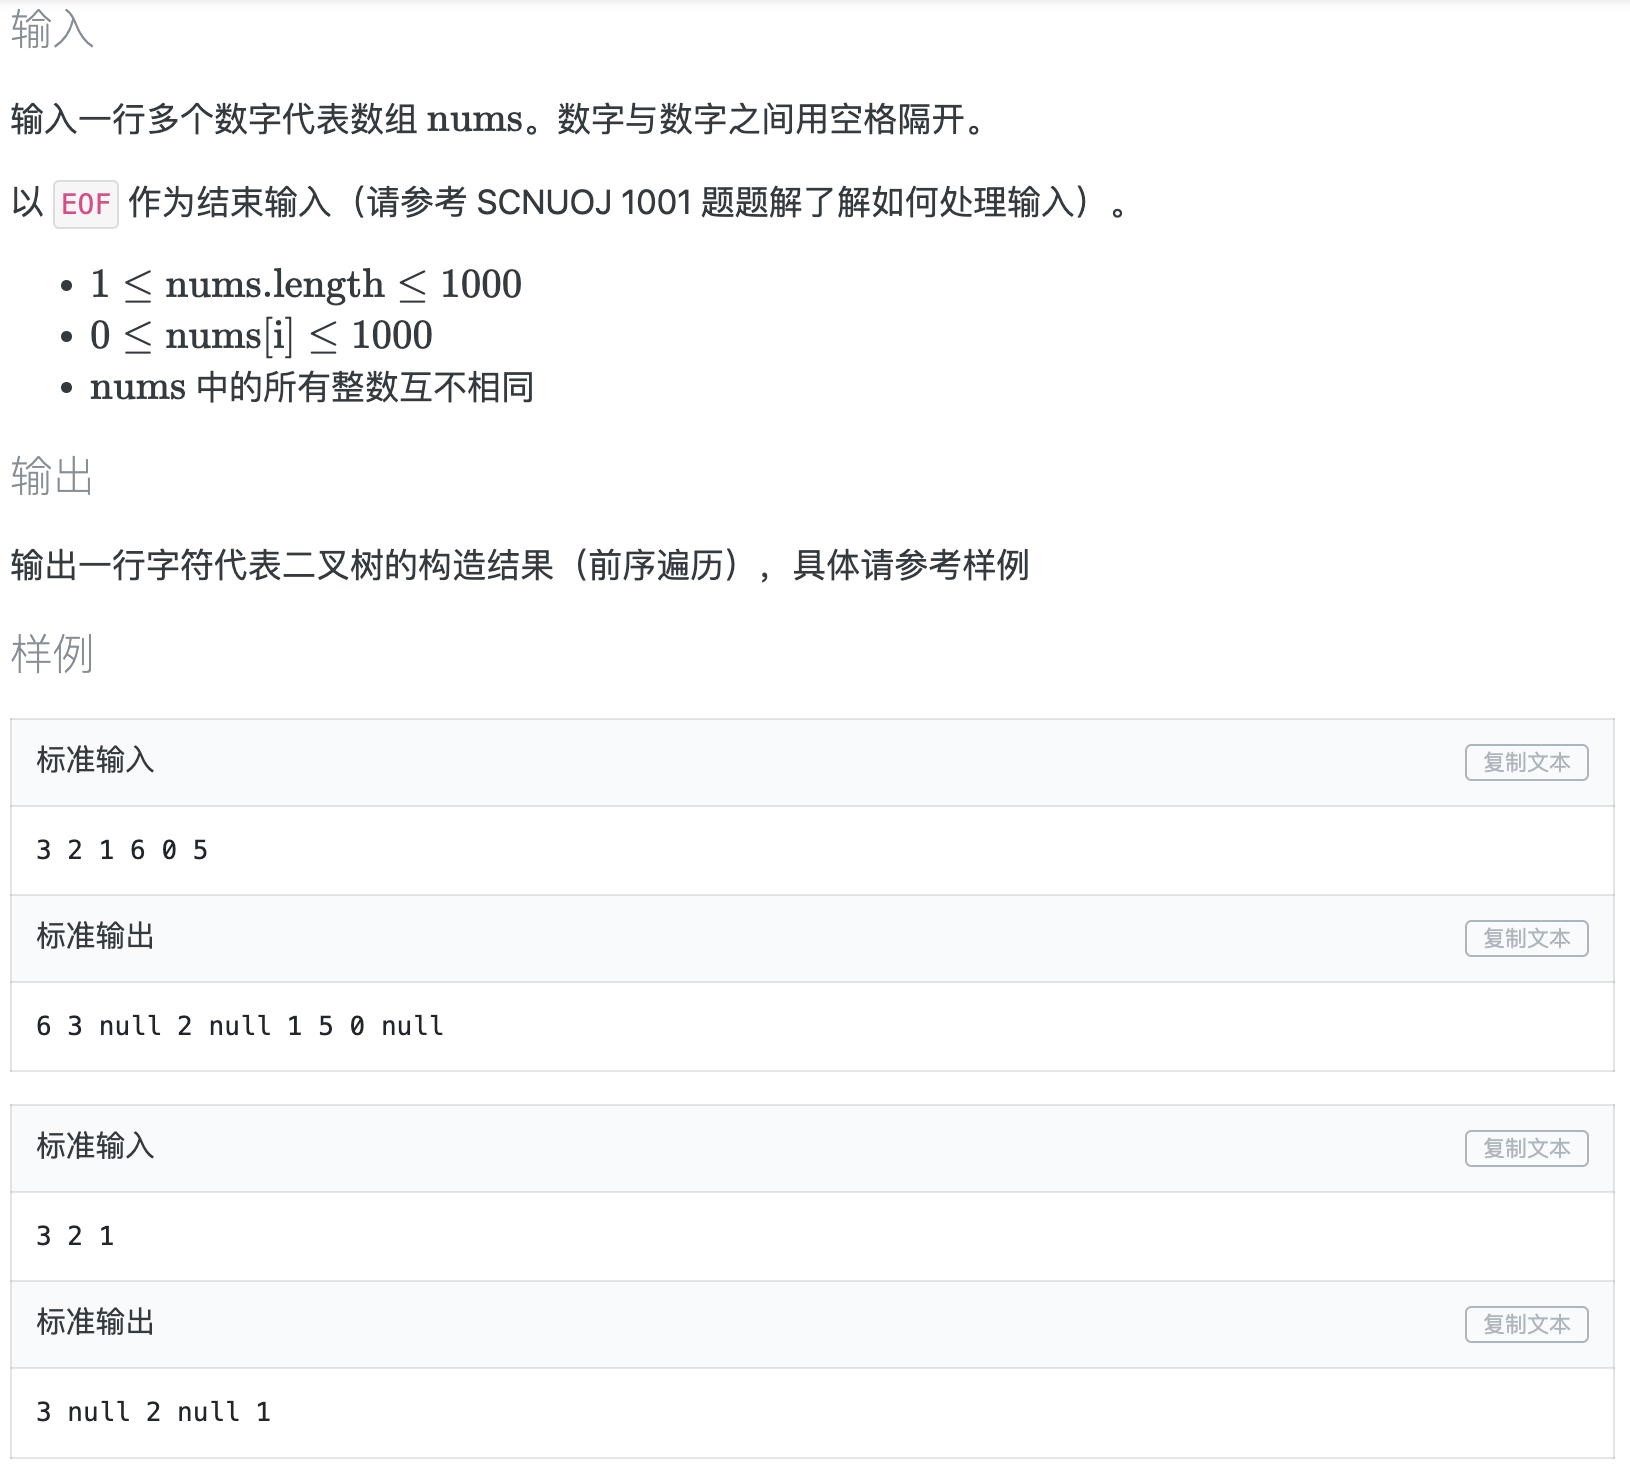 输入
输入一行多个数字代表数组 nums。数字与数字之间用空格隔开。
以 EOF 作为结束输入（请参考 SCNUOJ 1001 题题解了解如何处理输入）。
• 1 ≤ nums.length ≤ 1000
• 0 ≤ nums[i] ≤ 1000
• nums 中的所有整数互不相同
输出
输出一行字符代表二叉树的构造结果（前序遍历），具体请参考样例
样例
标准输入 复制文本
3 2 1 6 0 5
标准输出 复制文本
6 3 null 2 null 1 5 0 null
标准输入 复制文本
3 2 1
标准输出 复制文本
3 null 2 null 1